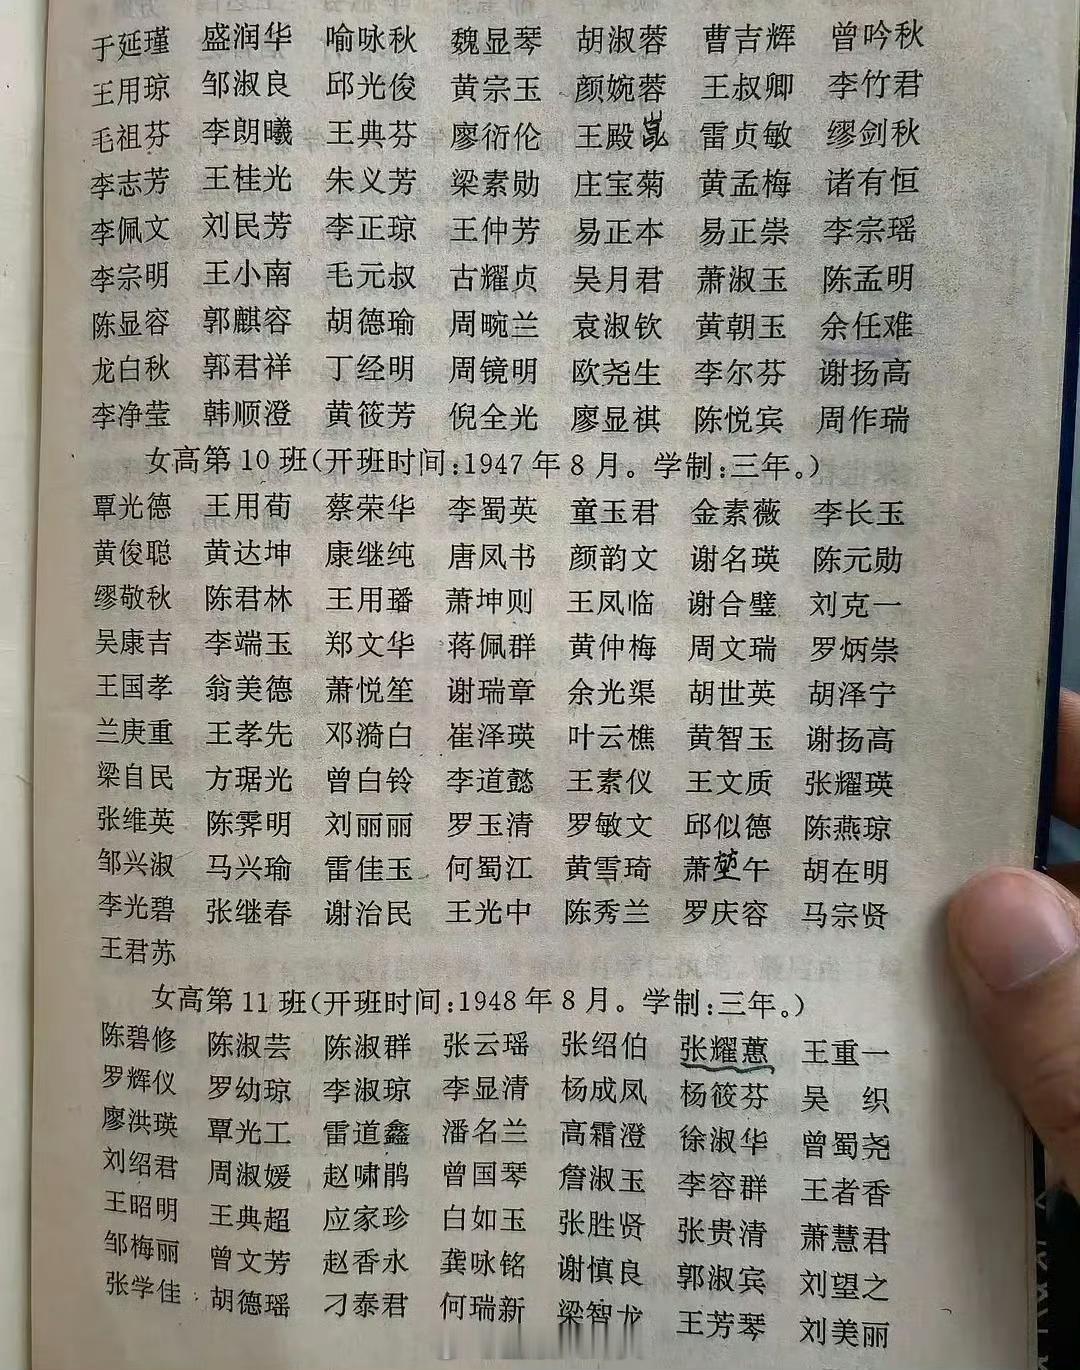 于延瑾 盛润华 喻咏秋 魏显琴 胡淑蓉 曹吉辉 曾吟秋
王用琼 邹淑良 邱光俊 黄宗玉 颜婉蓉 王叔卿 李竹君
毛祖芬 李朗曦 王典芬 廖衍伦 王殿 雷贞敏 缪剑秋
李志芳 王桂光 朱义芳 梁素勋 庄宝菊 黄孟梅 诸有恒
李佩文 刘民芳 李正琼 王仲芳 易正本 易正崇 李宗瑶
李宗明 王小南 毛元叔 古耀贞 吴月君 萧淑玉 陈孟明
陈显容 郭麒容 胡德瑜 周畹兰 袁淑钦 黄朝玉 余任难
龙白秋 郭君祥 丁经明 周镜明 欧尧生 李尔芬 谢扬高
李净莹 韩顺澄 黄筱芳 倪全光 廖显祺 陈悦宾 周作瑞
女高第10班(开班时间:1947年8月。学制:三年。)
覃光德 王用荀 蔡荣华 李蜀英 童玉君 金素薇 李长玉
黄俊聪 黄达坤 康继纯 唐凤书 颜韵文 谢名瑛 陈元勋
缪敬秋 陈君林 王用璠 萧坤则 王凤临 谢合璧 刘克一
吴康吉 李端玉 郑文华 蒋佩群 黄仲梅 周文瑞 罗炳崇
王国孝 翁美德 萧悦笙 谢瑞章 余光渠 胡世英 胡泽宁
兰庚重 王孝先 邓漪白 崔泽瑛 叶云樵 黄智玉 谢扬高
梁自民 方琚光 曾白铃 李道懿 王素仪 王文质 张耀瑛
张维英 陈霁明 刘丽丽 罗玉清 罗敏文 邱似德 陈燕琼
邹兴淑 马兴瑜 雷佳玉 何蜀江 黄雪琦 萧堃午 胡在明
李光碧 张继春 谢治民 王光中 陈秀兰 罗庆容 马宗贤
王君苏
女高第11班(开班时间:1948年8月。学制:三年。)
陈碧修 陈淑芸 陈淑群 张云瑶 张绍伯 张耀蕙 王重一
罗辉仪 罗幼琼 李淑琼 李显清 杨成凤 杨筱芬 吴 织
廖洪瑛 覃光工 雷道鑫 潘名兰 高霜澄 徐淑华 曾蜀尧
刘绍君 周淑媛 赵啸鹃 曾国琴 詹淑玉 李容群 王者香
王昭明 王典超 应家珍 白如玉 张胜贤 张贵清 萧慧君
邹梅丽 曾文芳 赵香永 龚咏铭 谢慎良 郭淑宾 刘望之
张学佳 胡德瑶 刁泰君 何瑞新 梁智龙 王芳琴 刘美丽